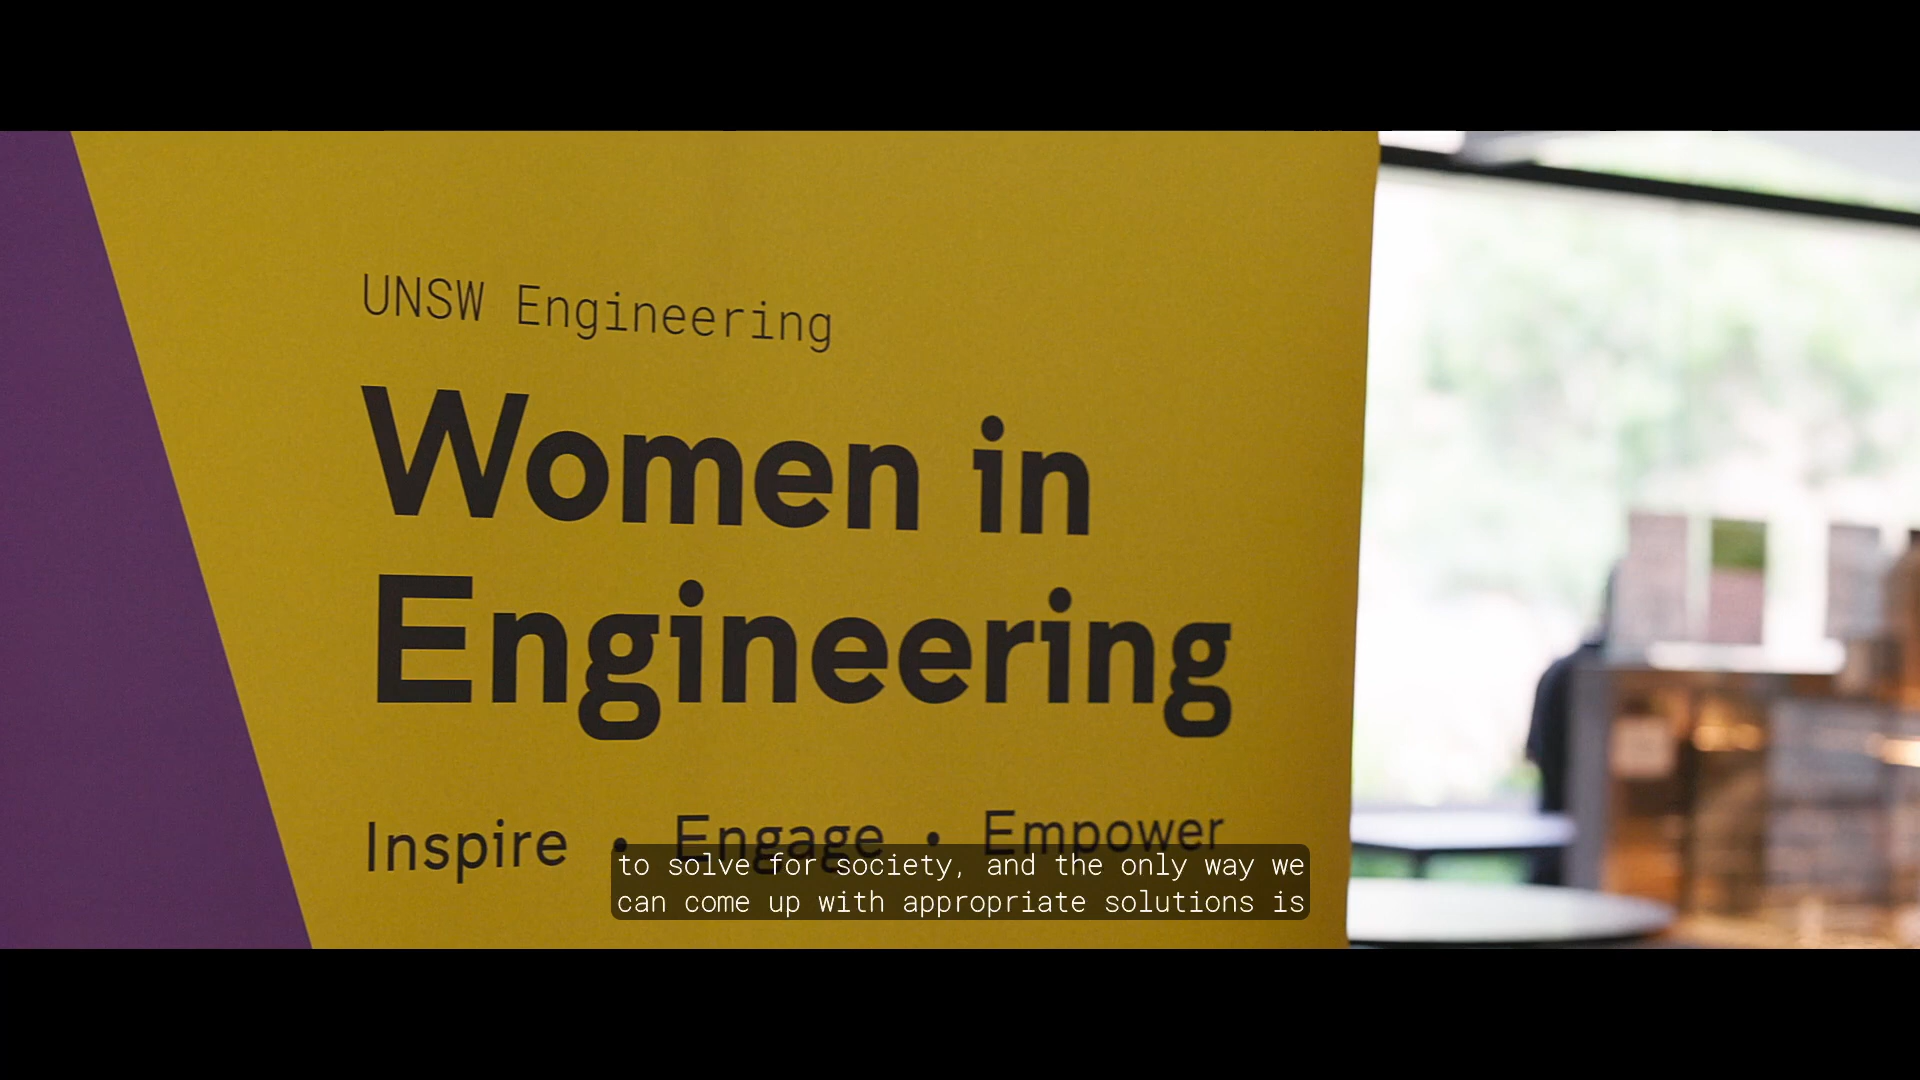 UNSW Engineering
Women in
Engineering
Inspire • Engage • Empower
to solve for society, and the only way we
can come up with appropriate solutions is